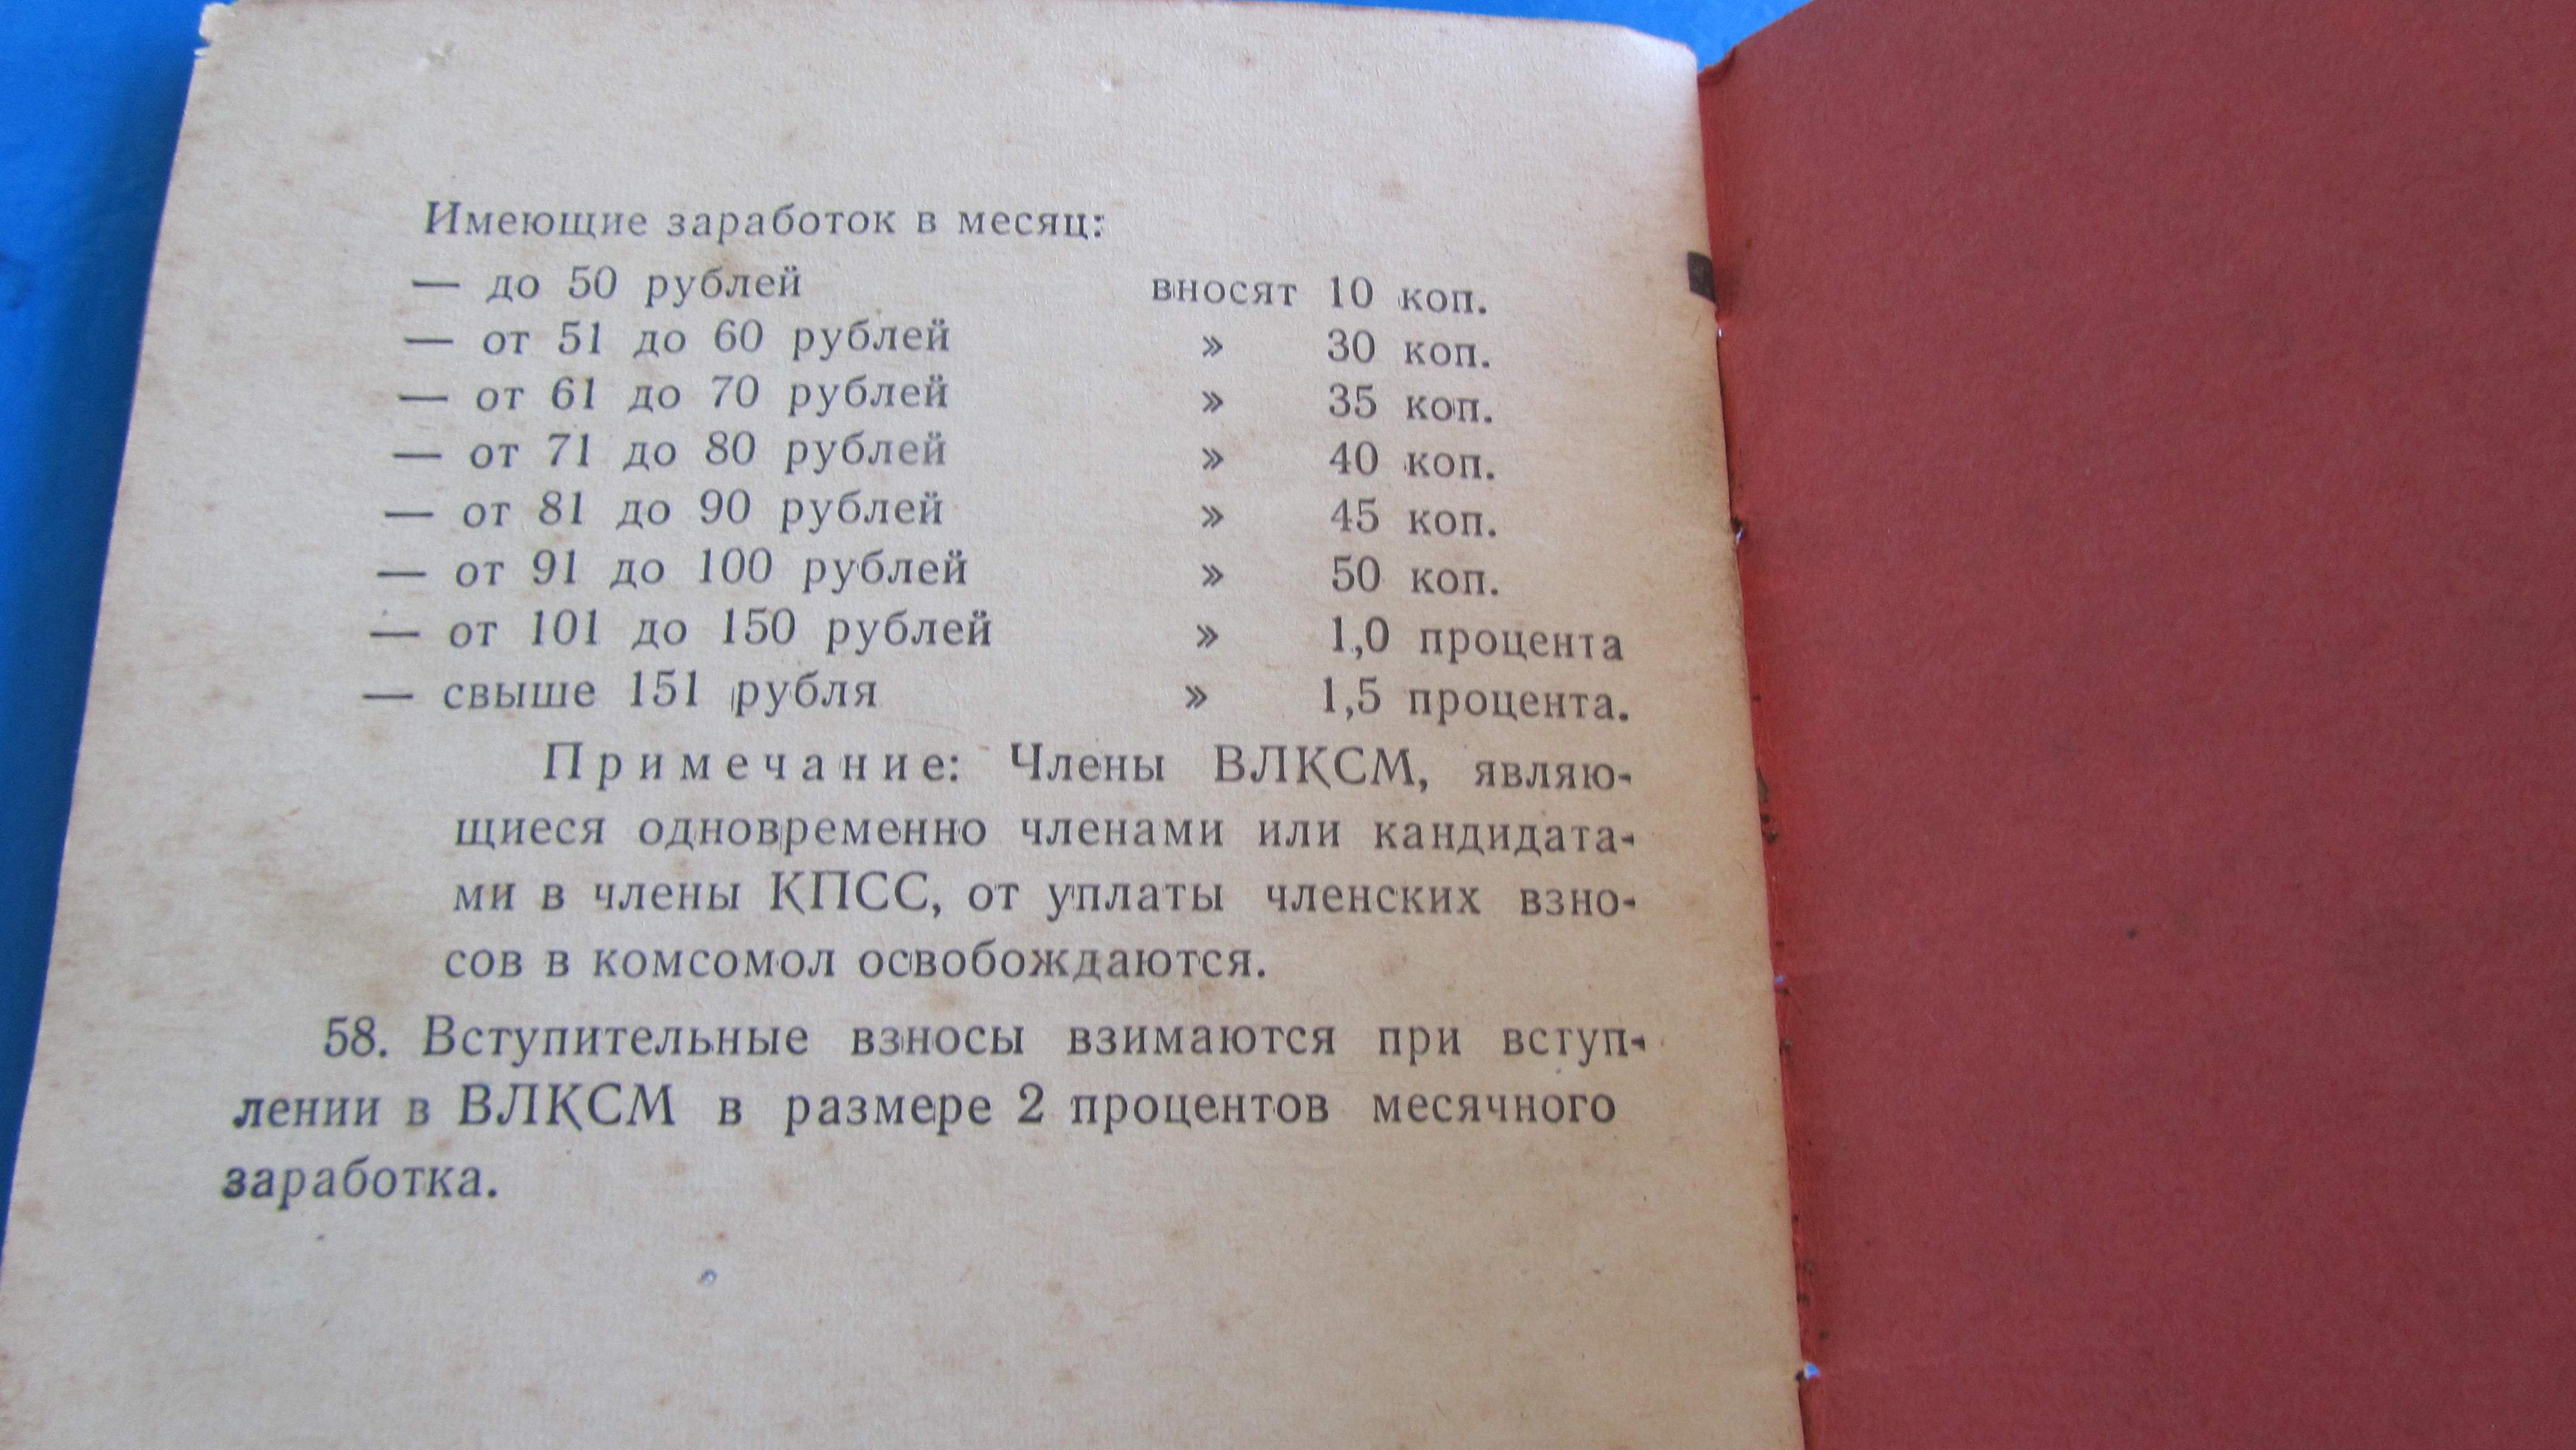 Имеющие заработок в месяц:
— до 50 рублей вносят 10 коп.
— от 51 до 60 рублей » 30 коп.
— от 61 до 70 рублей » 35 коп.
— от 71 до 80 рублей » 40 коп.
— от 81 до 90 рублей » 45 коп.
— от 91 до 100 рублей » 50 коп.
— от 101 до 150 рублей » 1,0 процента
— свыше 151 рубля » 1,5 процента.
Примечание: Члены ВЛКСМ, являю-
щиеся одновременно членами или кандидата-
ми в члены КПСС, от уплаты членских взно-
сов в комсомол освобождаются.
58. Вступительные взносы взимаются при вступ-
лении в ВЛКСМ в размере 2 процентов месячного
заработка.